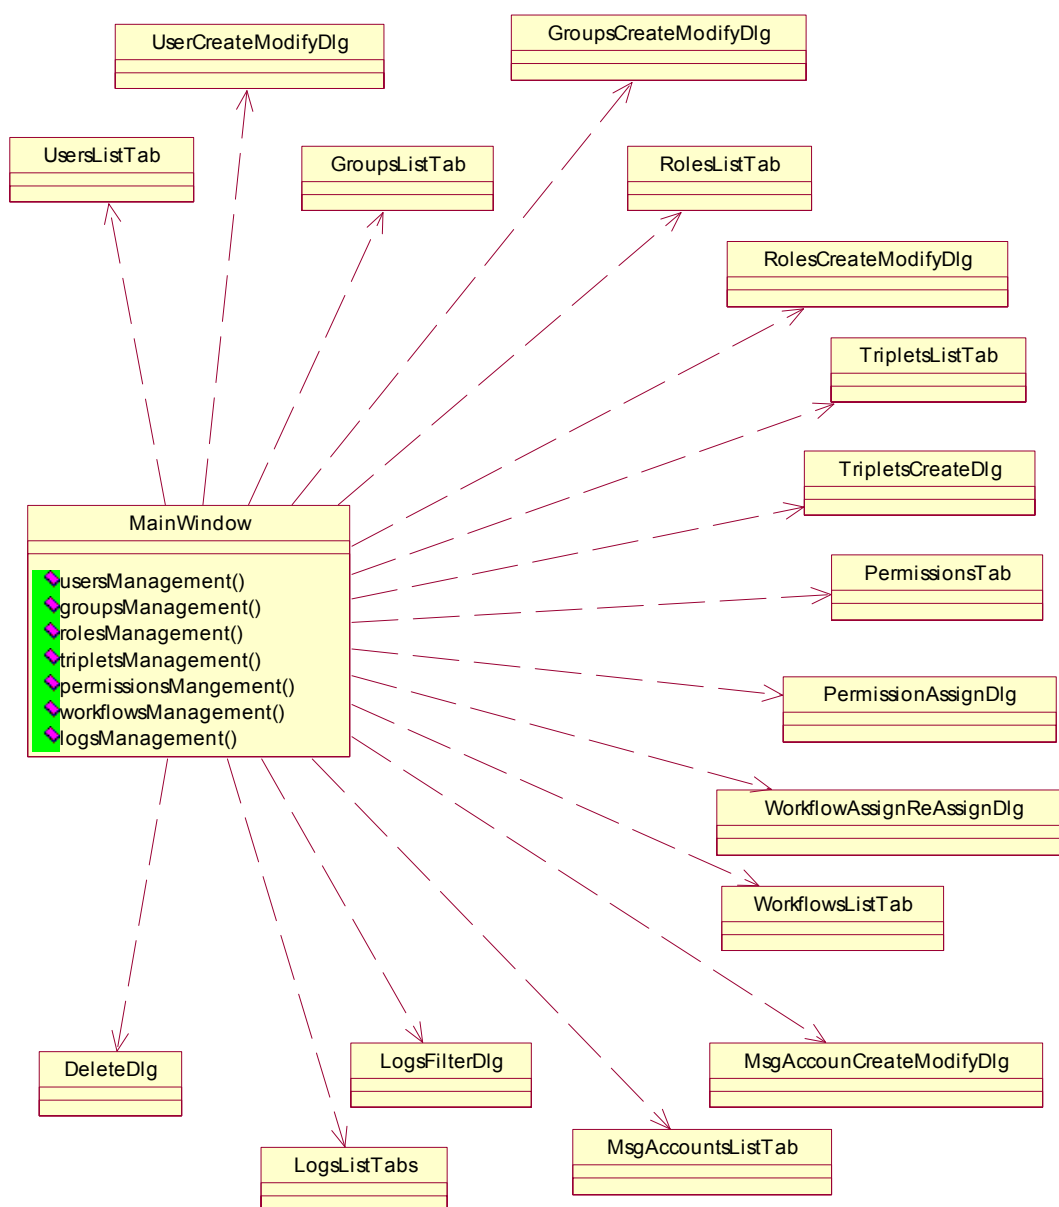 UserCreateModifyDlg
GroupsCreateModifyDlg
UsersListTab
GroupsListTab
RolesListTab
RolesCreateModifyDlg
TripletsListTab
TripletsCreateDlg
MainWindow
usersManagement()
groupsManagement()
rolesManagement()
tripletsManagement()
permissionsMangement()
workflowsManagement()
logsManagement()
PermissionsTab
PermissionAssignDlg
WorkflowAssignReAssignDlg
WorkflowsListTab
DeleteDlg
LogsFilterDlg
MsgAccounCreateModifyDlg
LogsListTabs
MsgAccountsListTab